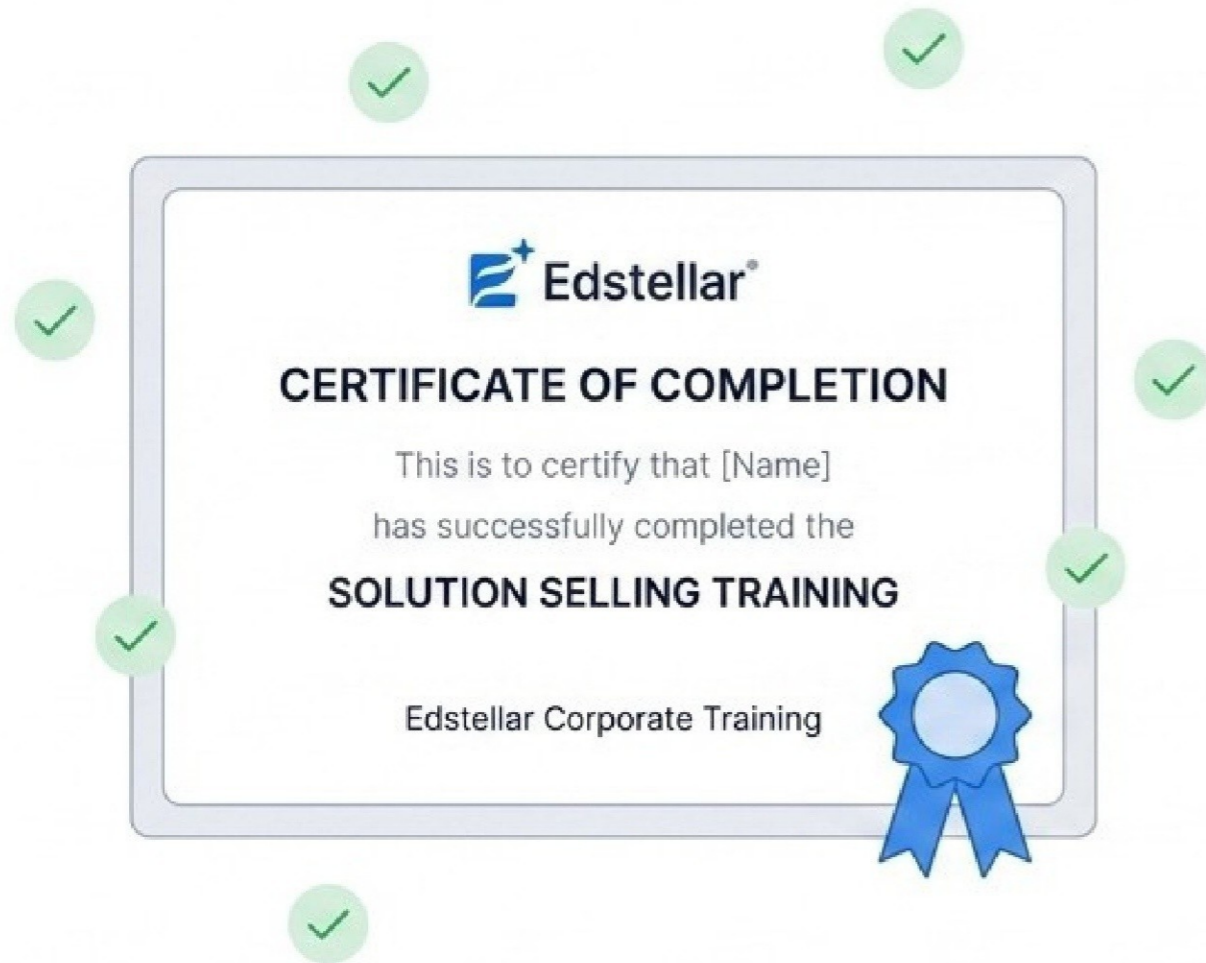 Edstellar®
CERTIFICATE OF COMPLETION
This is to certify that [Name]
has successfully completed the
SOLUTION SELLING TRAINING
Edstellar Corporate Training